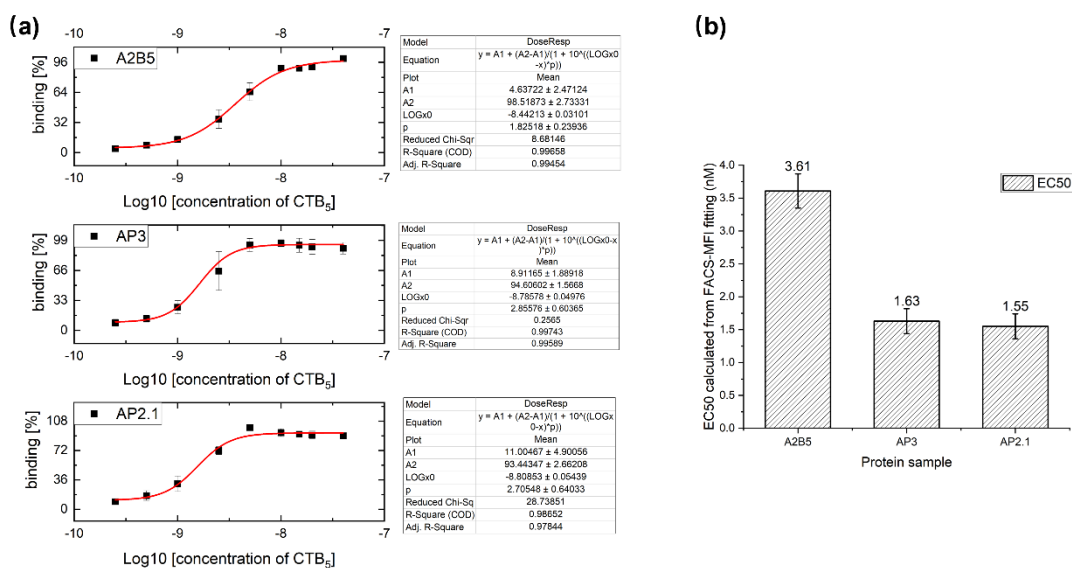 (a)
-10 -9 -8 -7
A2B5
binding [%]
96
64
32
0
-10 -9 -8 -7
Log10 [concentration of CTB5]
Model DoseResp
Equation y = A1 + (A2-A1)/(1 + 10^((LOGx0
-x)*p))
Plot Mean
A1 4.63722 ± 2.47124
A2 98.51873 ± 2.73331
LOGx0 -8.44213 ± 0.03101
p 1.82518 ± 0.23936
Reduced Chi-Sqr 8.68146
R-Square (COD) 0.99658
Adj. R-Square 0.99454
AP3
binding [%]
99
66
33
0
-10 -9 -8 -7
Log10 [concentration of CTB5]
Model DoseResp
Equation y = A1 + (A2-A1)/(1 + 10^((LOGx0-x
)*p))
Plot Mean
A1 8.91165 ± 1.88918
A2 94.60602 ± 1.5668
LOGx0 -8.78578 ± 0.04976
p 2.85576 ± 0.60365
Reduced Chi-Sqr 0.2565
R-Square (COD) 0.99743
Adj. R-Square 0.99589
AP2.1
binding [%]
108
72
36
0
-10 -9 -8 -7
Log10 [concentration of CTB5]
Model DoseResp
Equation y = A1 + (A2-A1)/(1 + 10^((LOGx
0-x)*p))
Plot Mean
A1 11.00467 ± 4.90056
A2 93.44347 ± 2.66208
LOGx0 -8.80853 ± 0.05439
p 2.70548 ± 0.64033
Reduced Chi-Sq 28.73851
R-Square (COD) 0.98652
Adj. R-Square 0.97844
(b)
EC50 calculated from FACS-MFI fitting (nM)
4.0
3.5
3.0
2.5
2.0
1.5
1.0
0.5
0.0
3.61
1.63
1.55
EC50
A2B5 AP3 AP2.1
Protein sample